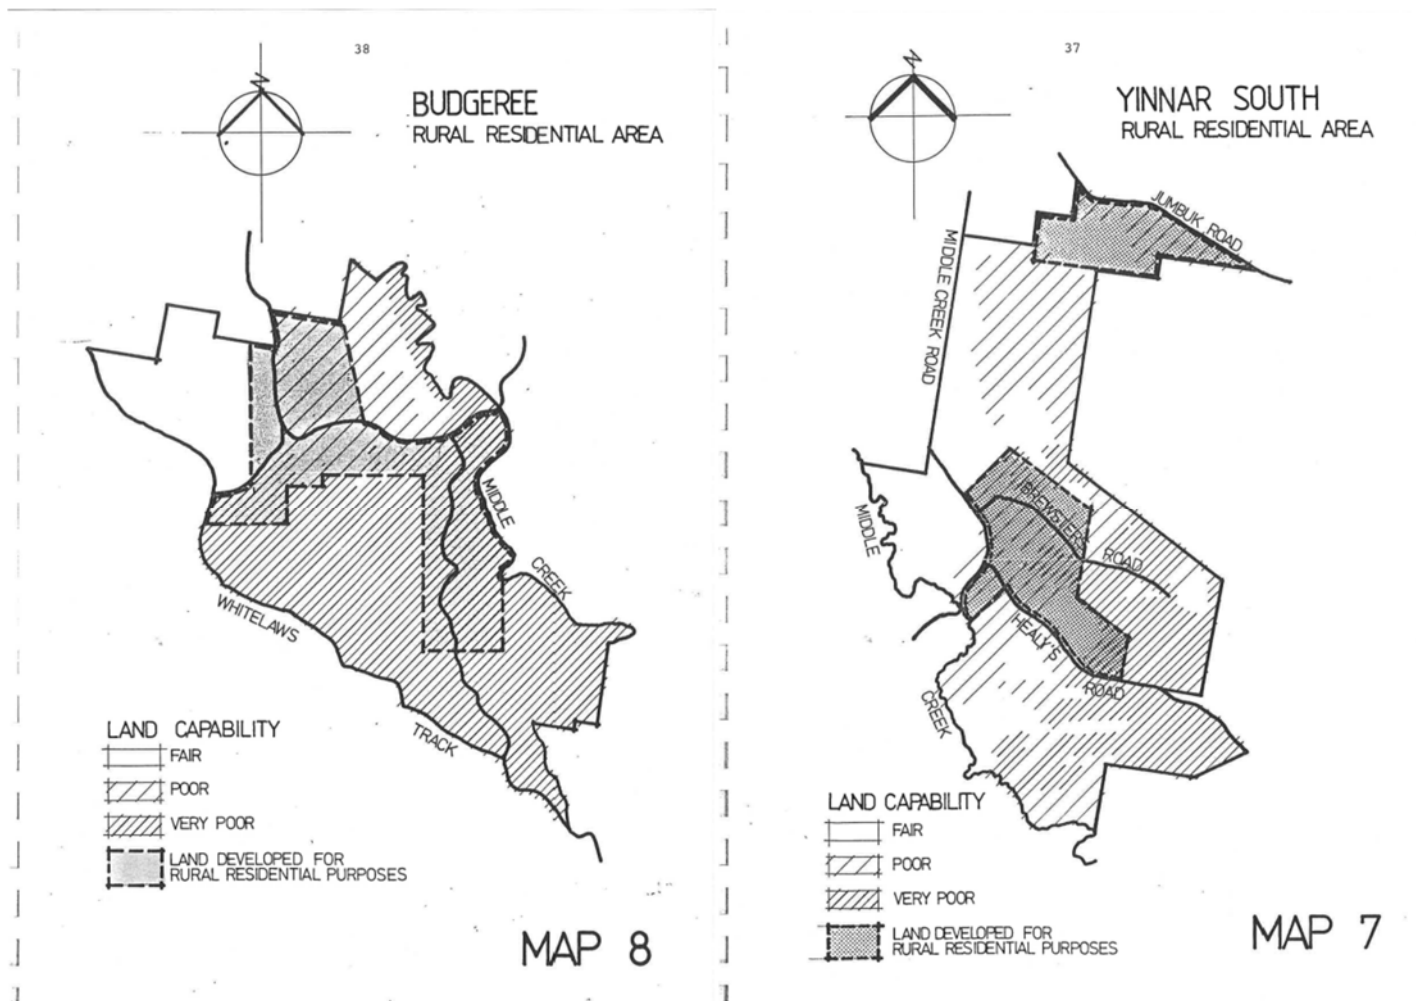 38
N
BUDGEREE
RURAL RESIDENTIAL AREA
MIDDLE
CREEK
WHITELAWS
TRACK
LAND CAPABILITY
FAIR
POOR
VERY POOR
LAND DEVELOPED FOR
RURAL RESIDENTIAL PURPOSES
MAP 8
37
N
YINNAR SOUTH
RURAL RESIDENTIAL AREA
JUMBUK ROAD
MIDDLE CREEK ROAD
MIDDLE
BREWSTERS
ROAD
HEALY'S
ROAD
CREEK
LAND CAPABILITY
FAIR
POOR
VERY POOR
LAND DEVELOPED FOR
RURAL RESIDENTIAL PURPOSES
MAP 7